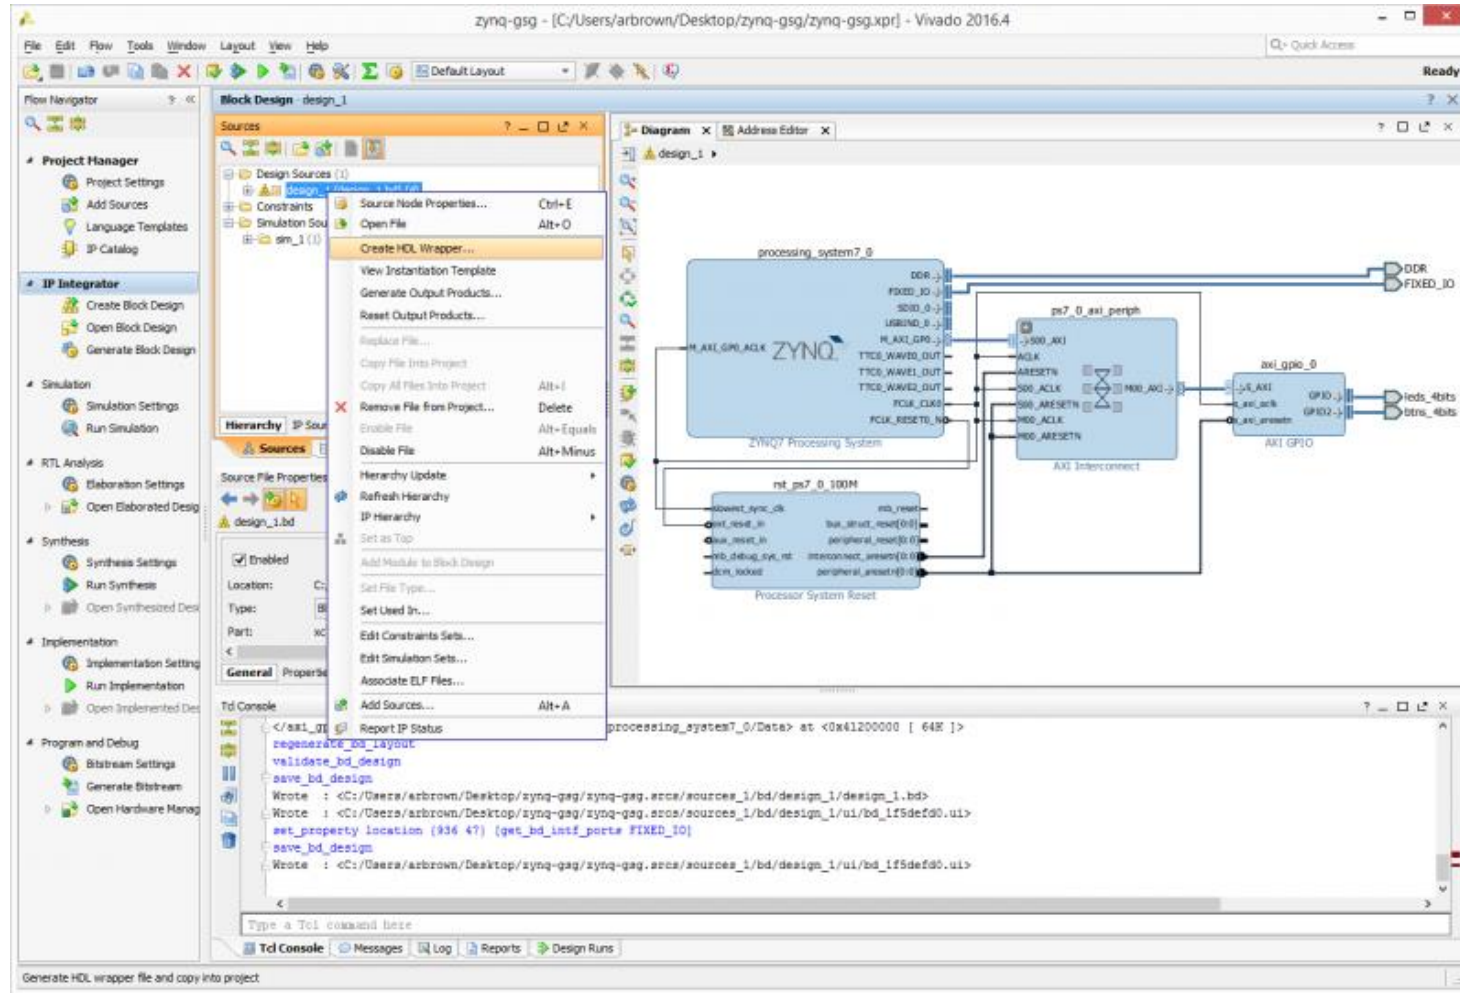 zynq-gsg - [C:/Users/arbrown/Desktop/zynq-gsg/zynq-gsg.xpr] - Vivado 2016.4
File Edit Flow Tools Window Layout View Help
Q- Quick Access
Default Layout
Ready
Flow Navigator
Project Manager
Project Settings
Add Sources
Language Templates
IP Catalog
IP Integrator
Create Block Design
Open Block Design
Generate Block Design
Simulation
Simulation Settings
Run Simulation
RTL Analysis
Elaboration Settings
Open Elaborated Desig
Synthesis
Synthesis Settings
Run Synthesis
Open Synthesized Desi
Implementation
Implementation Setting
Run Implementation
Open Implemented Des
Program and Debug
Bitstream Settings
Generate Bitstream
Open Hardware Manag
Block Design design_1
Sources
Design Sources (1)
design_1 (design_1.bd) (4)
Constraints
Simulation Sou
sim_1 (1)
Hierarchy IP Sour
Sources
Source File Properties
design_1.bd
Enabled
Location: C:
Type: Bl
Part: xc
General Propertie
Source Node Properties... Ctrl+E
Open File Alt+O
Create HDL Wrapper...
View Instantiation Template
Generate Output Products...
Reset Output Products...
Replace File...
Copy File Into Project
Copy All Files Into Project Alt+I
Remove File from Project... Delete
Enable File Alt+Equals
Disable File Alt+Minus
Hierarchy Update
Refresh Hierarchy
IP Hierarchy
Set as Top
Add Module to Block Design
Set File Type...
Set Used In...
Edit Constraints Sets...
Edit Simulation Sets...
Associate ELF Files...
Add Sources... Alt+A
Report IP Status
Diagram Address Editor
design_1
processing_system7_0
DDR
FIXED_IO
SDIO_0
USBIND_0
M_AXI_GP0
TTC0_WAVE0_OUT
TTC0_WAVE1_OUT
TTC0_WAVE2_OUT
FCLK_CLK0
FCLK_RESET0_N
M_AXI_GP0_ACLK
ZYNQ
ZYNQ7 Processing System
ps7_0_axi_periph
S00_AXI
ACLK
ARESETN
S00_ACLK
S00_ARESETN
M00_ACLK
M00_ARESETN
M00_AXI
AXI Interconnect
axi_gpio_0
S_AXI
s_axi_aclk
s_axi_aresetn
GPIO
GPIO2
AXI GPIO
DDR
FIXED_IO
leds_4bits
btns_4bits
rst_ps7_0_100M
slowest_sync_clk
ext_reset_in
aux_reset_in
mb_debug_sys_rst
dcm_locked
mb_reset
bus_struct_reset[0:0]
peripheral_reset[0:0]
interconnect_aresetn[0:0]
peripheral_aresetn[0:0]
Processor System Reset
Tcl Console
</axi_gp
processing_system7_0/Data> at <0x41200000 [ 64K ]>
regenerate_bd_layout
validate_bd_design
save_bd_design
Wrote : <C:/Users/arbrown/Desktop/zynq-gsg/zynq-gsg.srcs/sources_1/bd/design_1/design_1.bd>
Wrote : <C:/Users/arbrown/Desktop/zynq-gsg/zynq-gsg.srcs/sources_1/bd/design_1/ui/bd_1f5defd0.ui>
set_property location {936 47} [get_bd_intf_ports FIXED_IO]
save_bd_design
Wrote : <C:/Users/arbrown/Desktop/zynq-gsg/zynq-gsg.srcs/sources_1/bd/design_1/ui/bd_1f5defd0.ui>
Type a Tcl command here
Tcl Console Messages Log Reports Design Runs
Generate HDL wrapper file and copy into project